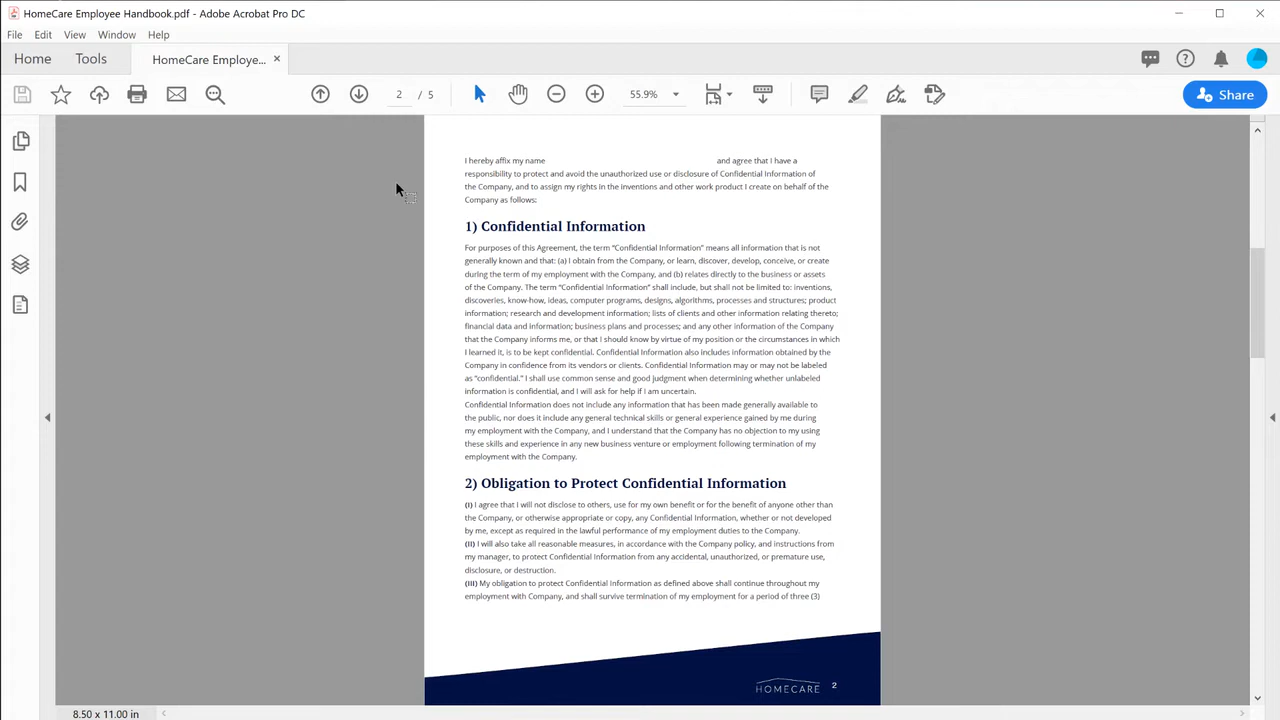 HomeCare Employee Handbook.pdf - Adobe Acrobat Pro DC
File Edit View Window Help
Home Tools HomeCare Employe...
2 / 5 55.9% Share
I hereby affix my name and agree that I have a
responsibility to protect and avoid the unauthorized use or disclosure of Confidential Information of
the Company, and to assign my rights in the inventions and other work product I create on behalf of the
Company as follows:
1) Confidential Information
For purposes of this Agreement, the term “Confidential Information” means all information that is not
generally known and that: (a) I obtain from the Company, or learn, discover, develop, conceive, or create
during the term of my employment with the Company, and (b) relates directly to the business or assets
of the Company. The term “Confidential Information” shall include, but shall not be limited to: inventions,
discoveries, know-how, ideas, computer programs, designs, algorithms, processes and structures; product
information; research and development information; lists of clients and other information relating thereto;
financial data and information; business plans and processes; and any other information of the Company
that the Company informs me, or that I should know by virtue of my position or the circumstances in which
I learned it, is to be kept confidential. Confidential Information also includes information obtained by the
Company in confidence from its vendors or clients. Confidential Information may or may not be labeled
as “confidential.” I shall use common sense and good judgment when determining whether unlabeled
information is confidential, and I will ask for help if I am uncertain.
Confidential Information does not include any information that has been made generally available to
the public, nor does it include any general technical skills or general experience gained by me during
my employment with the Company, and I understand that the Company has no objection to my using
these skills and experience in any new business venture or employment following termination of my
employment with the Company.
2) Obligation to Protect Confidential Information
(I) I agree that I will not disclose to others, use for my own benefit or for the benefit of anyone other than
the Company, or otherwise appropriate or copy, any Confidential Information, whether or not developed
by me, except as required in the lawful performance of my employment duties to the Company.
(II) I will also take all reasonable measures, in accordance with the Company policy, and instructions from
my manager, to protect Confidential Information from any accidental, unauthorized, or premature use,
disclosure, or destruction.
(III) My obligation to protect Confidential Information as defined above shall continue throughout my
employment with Company, and shall survive termination of my employment for a period of three (3)
HOMECARE 2
8.50 x 11.00 in